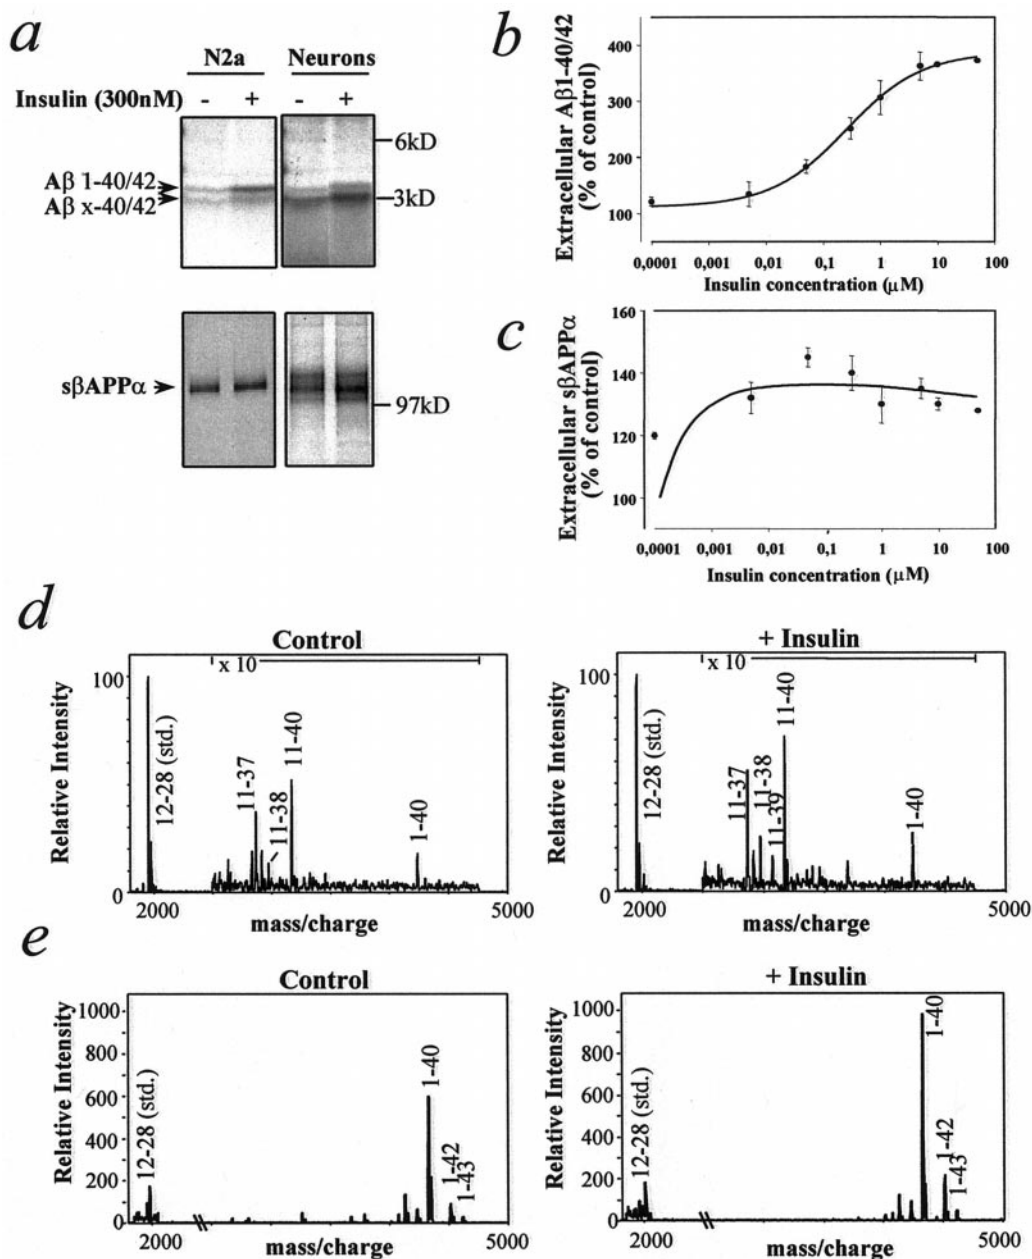 a
N2a Neurons
Insulin (300nM) - + - +
6kD
Aβ 1-40/42
Aβ x-40/42
3kD
sβAPPα
97kD
b
Extracellular Aβ1-40/42
(% of control)
400
300
200
100
0,0001 0,01 0,1 1 10 100
Insulin concentration (μM)
c
Extracellular sβAPPα
(% of control)
160
140
120
100
0,0001 0,001 0,01 0,1 1 10 100
Insulin concentration (μM)
d
Control
x 10
Relative Intensity
100
0
12-28 (std.)
11-37
11-38
11-40
1-40
2000 5000
mass/charge
+ Insulin
x 10
Relative Intensity
100
0
12-28 (std.)
11-37
11-38
11-39
11-40
1-40
2000 5000
mass/charge
e
Control
Relative Intensity
1000
800
600
400
200
0
12-28 (std.)
1-40
1-42
1-43
2000 5000
mass/charge
+ Insulin
Relative Intensity
1000
800
600
400
200
0
12-28 (std.)
1-40
1-42
1-43
2000 5000
mass/charge